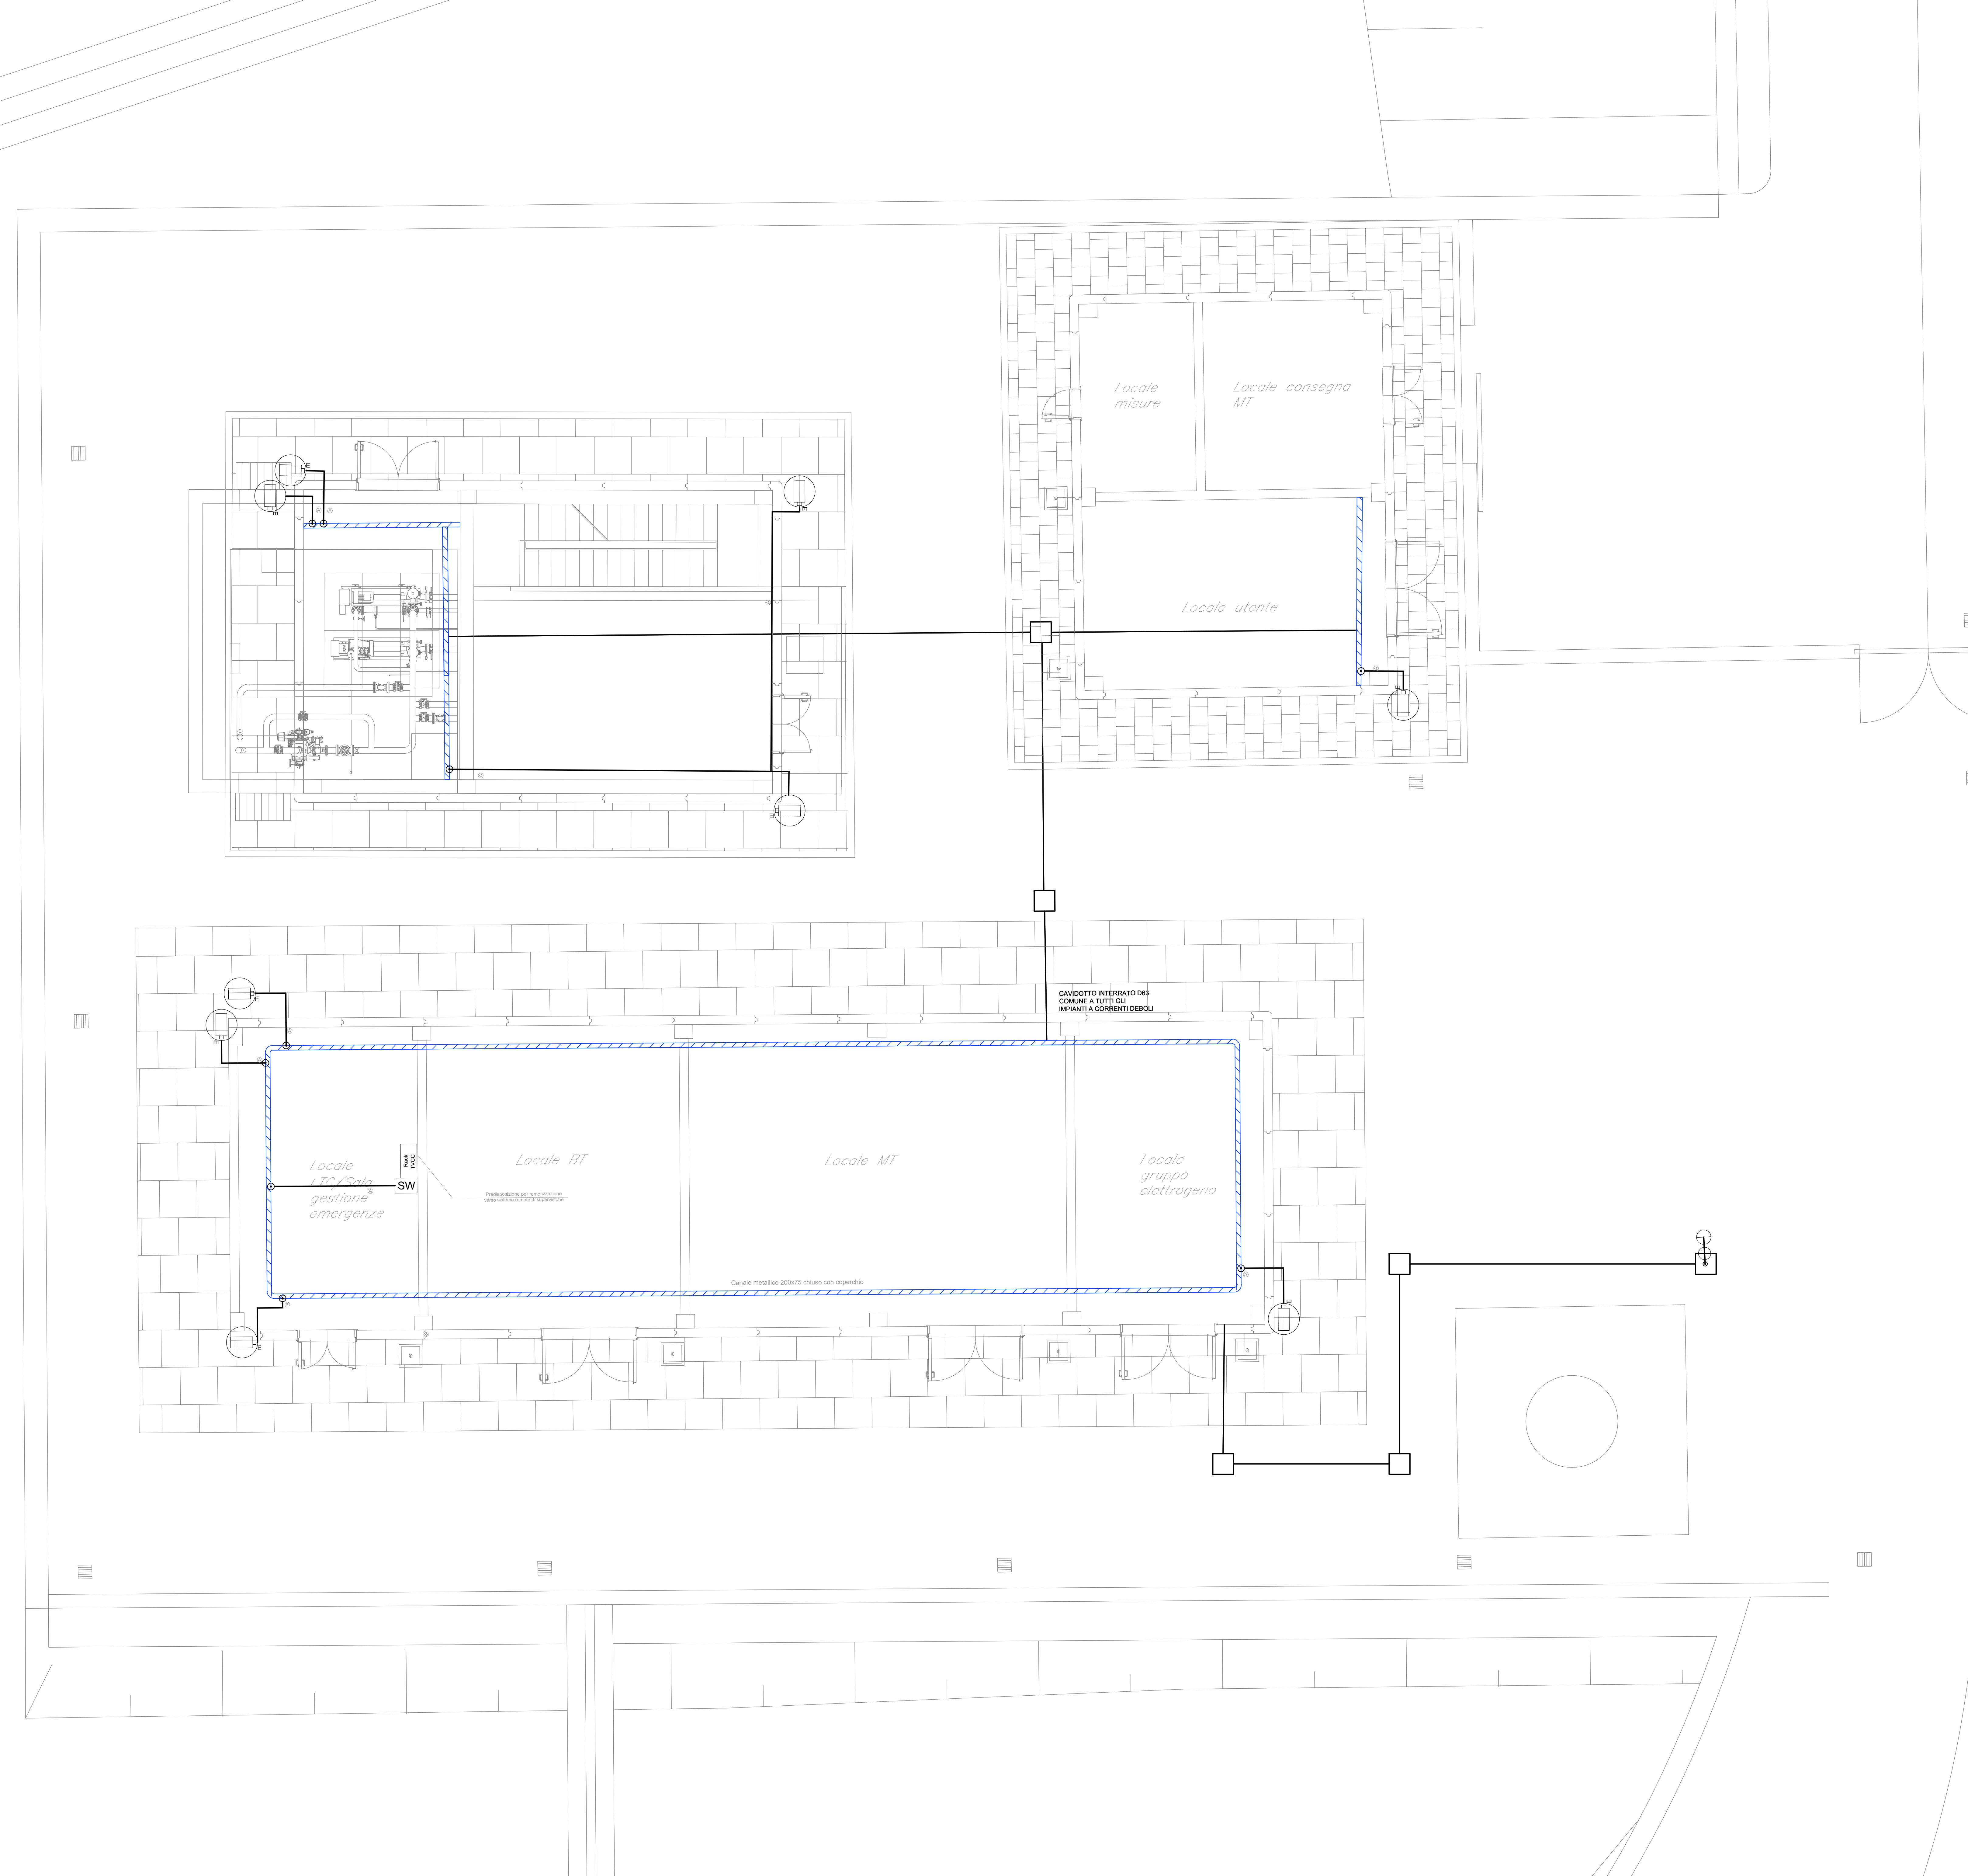 Locale
misure
Locale consegna
MT
E
E
E
Locale utente
E
E
CAVIDOTTO INTERRATO D63
COMUNE A TUTTI GLI
IMPIANTI A CORRENTI DEBOLI
E
E
Rack
TVCC
SW
Locale
LTC/Sala
gestione
emergenze
Locale BT
Locale MT
Locale
gruppo
elettrogeno
Predisposizione per remotizzazione
verso sistema remoto di supervisione
Canale metallico 200x75 chiuso con coperchio
E
E